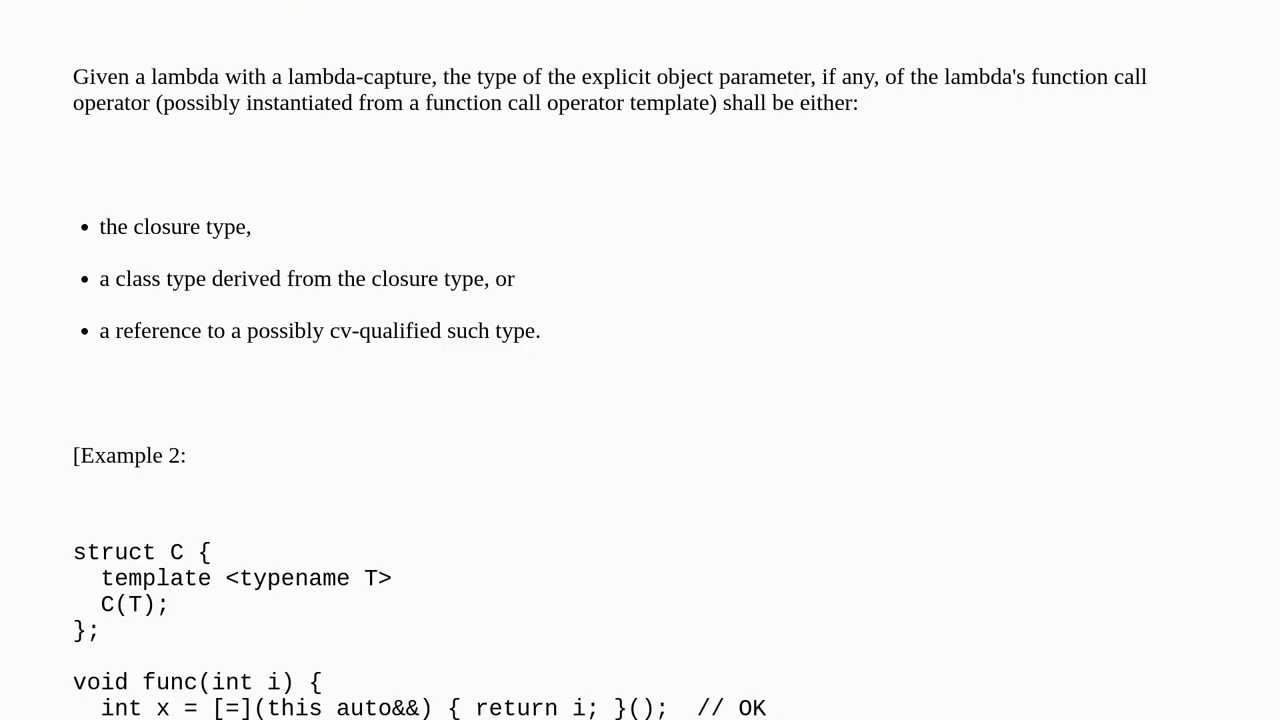 Given a lambda with a lambda-capture, the type of the explicit object parameter, if any, of the lambda's function call
operator (possibly instantiated from a function call operator template) shall be either:
• the closure type,
• a class type derived from the closure type, or
• a reference to a possibly cv-qualified such type.
[Example 2:
struct C {
  template <typename T>
  C(T);
};
void func(int i) {
  int x = [=](this auto&&) { return i; }();  // OK